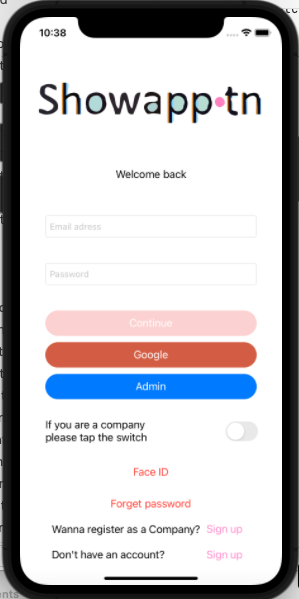 10:38
Showapp•tn
Welcome back
Email adress
Password
Continue
Google
Admin
If you are a company
please tap the switch
Face ID
Forget password
Wanna register as a Company? Sign up
Don't have an account? Sign up